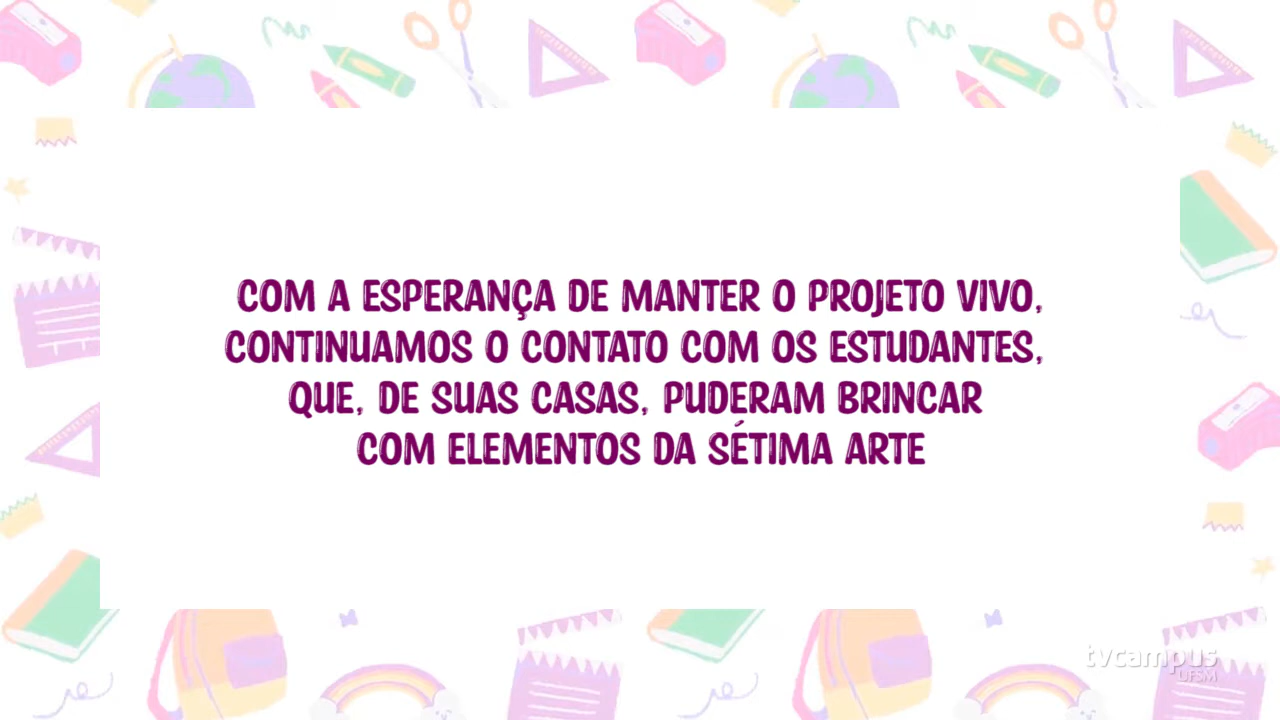 COM A ESPERANÇA DE MANTER O PROJETO VIVO,
CONTINUAMOS O CONTATO COM OS ESTUDANTES,
QUE, DE SUAS CASAS, PUDERAM BRINCAR
COM ELEMENTOS DA SÉTIMA ARTE
tvcampus
UFSM